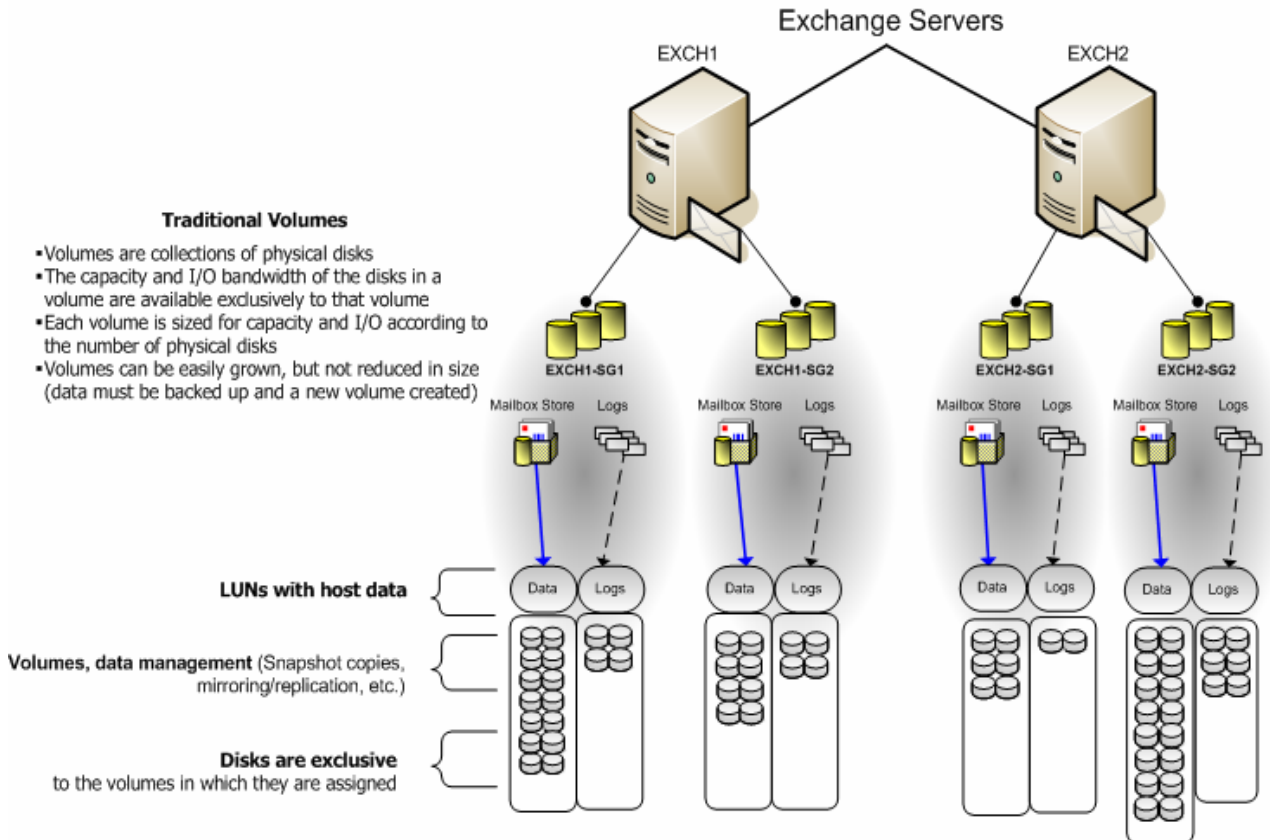 Exchange Servers
EXCH1
EXCH2
Traditional Volumes
▪Volumes are collections of physical disks
▪The capacity and I/O bandwidth of the disks in a
volume are available exclusively to that volume
▪Each volume is sized for capacity and I/O according to
the number of physical disks
▪Volumes can be easily grown, but not reduced in size
(data must be backed up and a new volume created)
EXCH1-SG1
EXCH1-SG2
EXCH2-SG1
EXCH2-SG2
Mailbox Store Logs
Mailbox Store Logs
Mailbox Store Logs
Mailbox Store Logs
LUNs with host data
Data Logs
Data Logs
Data Logs
Data Logs
Volumes, data management (Snapshot copies,
mirroring/replication, etc.)
Disks are exclusive
to the volumes in which they are assigned